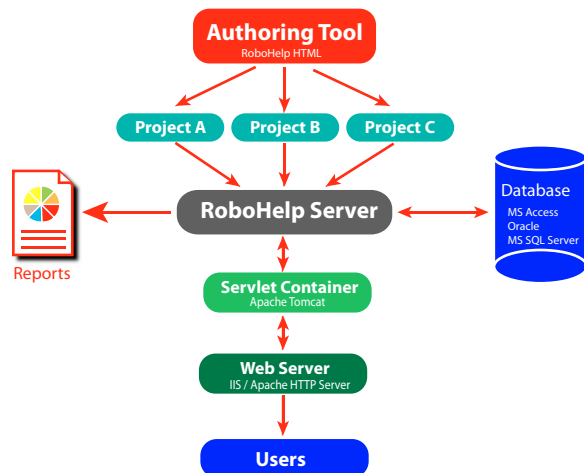 Authoring Tool
RoboHelp HTML
Project A
Project B
Project C
RoboHelp Server
Reports
Database
MS Access
Oracle
MS SQL Server
Servlet Container
Apache Tomcat
Web Server
IIS / Apache HTTP Server
Users